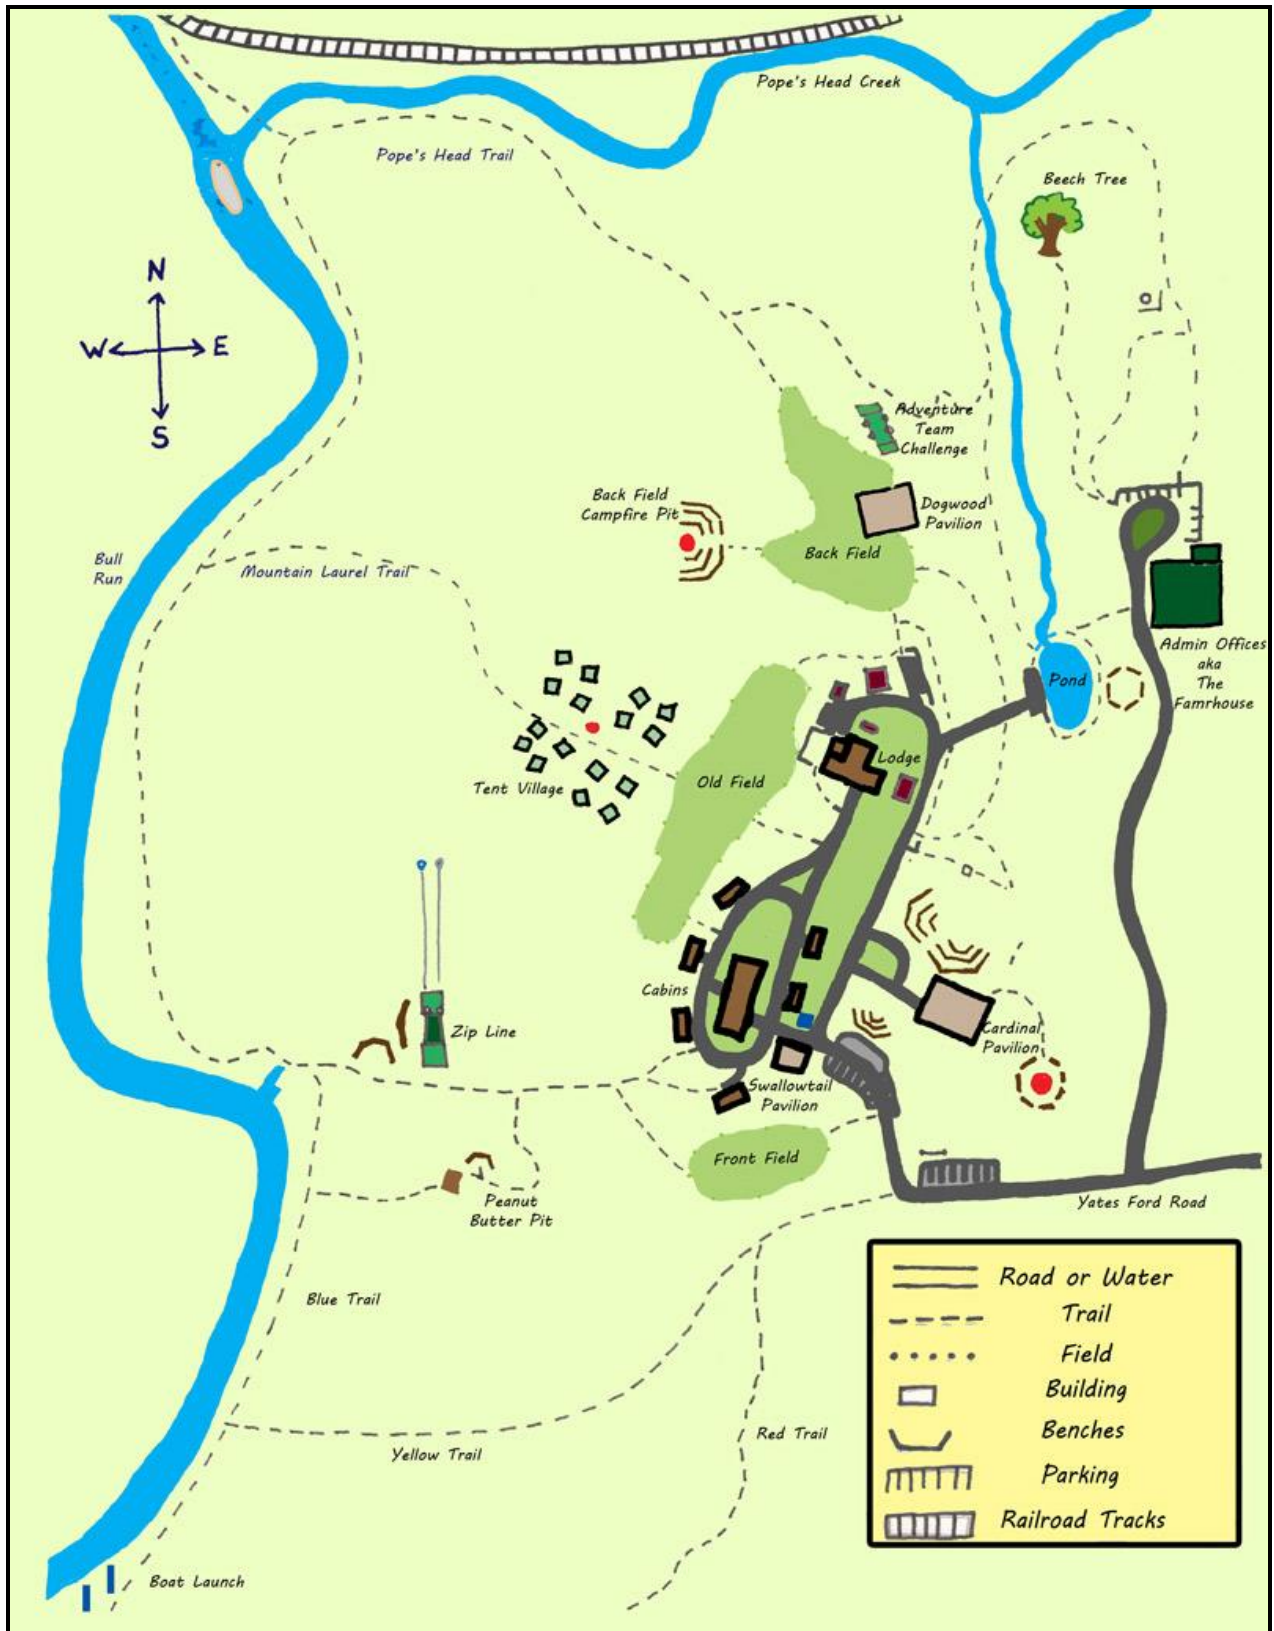 Pope's Head Creek
Pope's Head Trail
Beech Tree
N
W
E
S
Adventure
Team
Challenge
Back Field
Campfire Pit
Dogwood
Pavilion
Back Field
Bull
Run
Mountain Laurel Trail
Admin Offices
aka
The
Famrhouse
Pond
Lodge
Old Field
Tent Village
Cabins
Zip Line
Cardinal
Pavilion
Swallowtail
Pavilion
Front Field
Peanut
Butter Pit
Yates Ford Road
Blue Trail
Yellow Trail
Red Trail
Boat Launch
Road or Water
Trail
Field
Building
Benches
Parking
Railroad Tracks